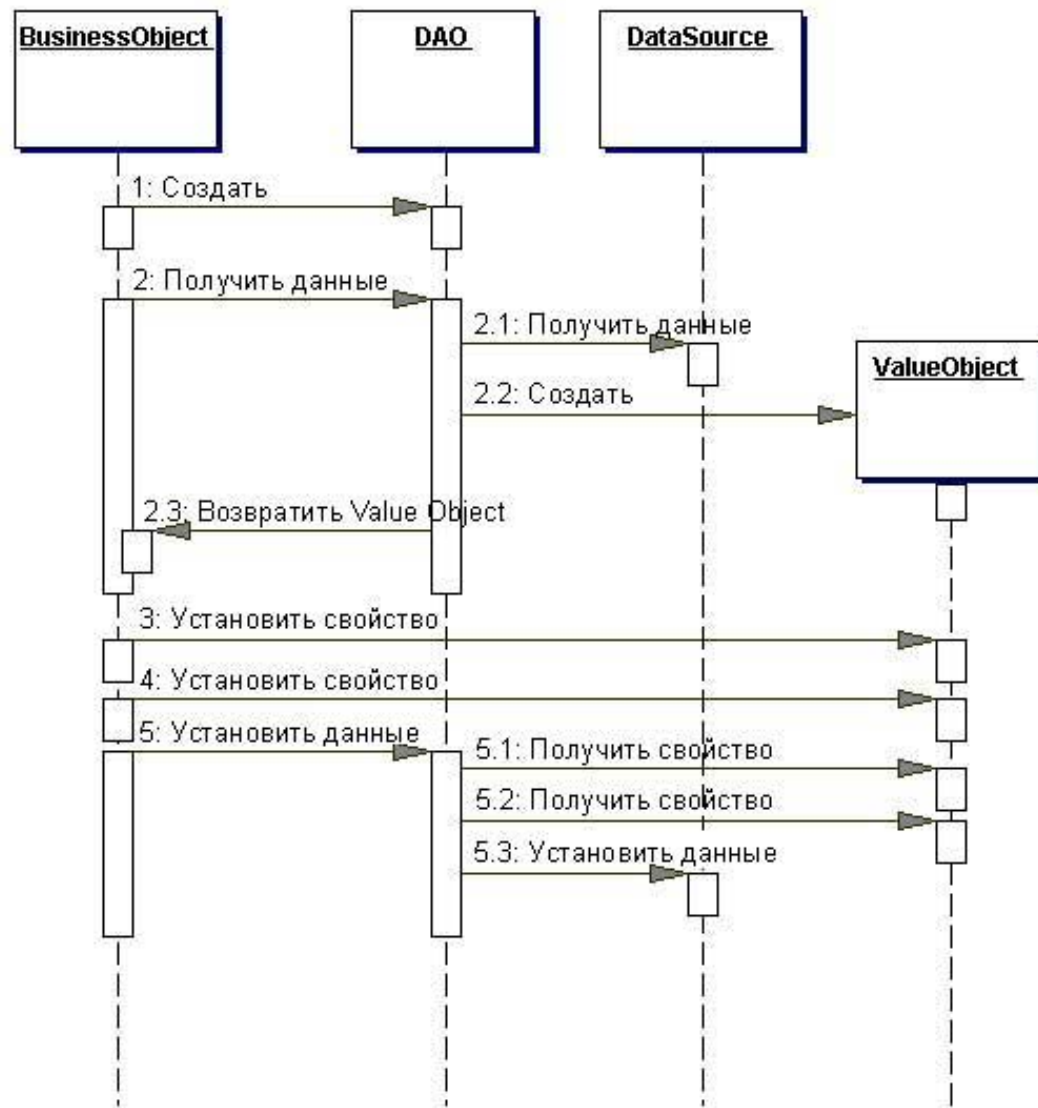 BusinessObject
DAO
DataSource
1: Создать
2: Получить данные
2.1: Получить данные
ValueObject
2.2: Создать
2.3: Возвратить Value Object
3: Установить свойство
4: Установить свойство
5: Установить данные
5.1: Получить свойство
5.2: Получить свойство
5.3: Установить данные